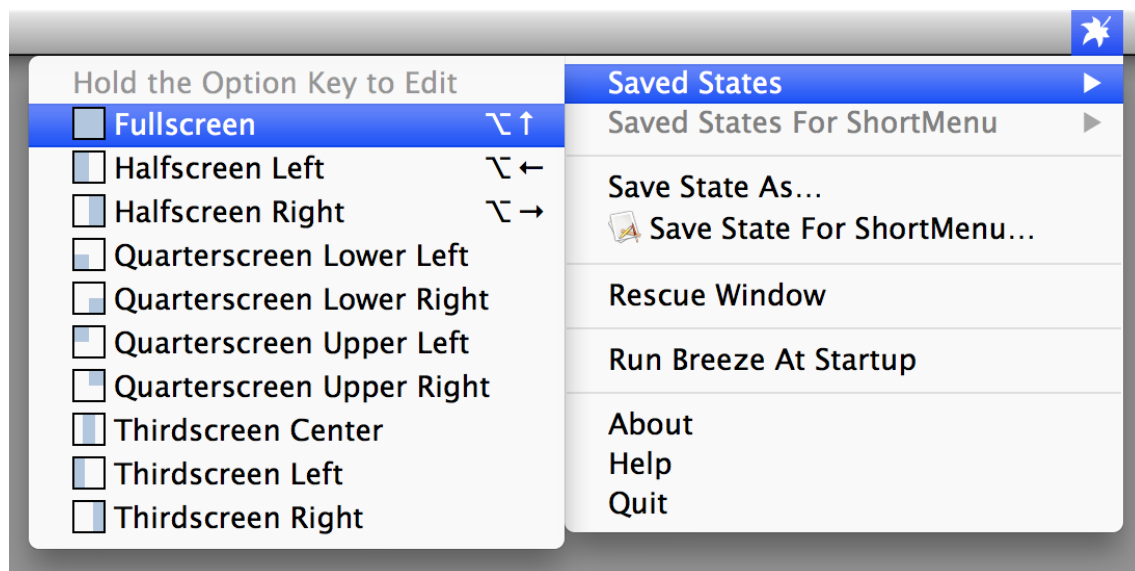 Hold the Option Key to Edit
Fullscreen ⌥↑
Halfscreen Left ⌥←
Halfscreen Right ⌥→
Quarterscreen Lower Left
Quarterscreen Lower Right
Quarterscreen Upper Left
Quarterscreen Upper Right
Thirdscreen Center
Thirdscreen Left
Thirdscreen Right
Saved States ▶
Saved States For ShortMenu ▶
Save State As…
Save State For ShortMenu…
Rescue Window
Run Breeze At Startup
About
Help
Quit